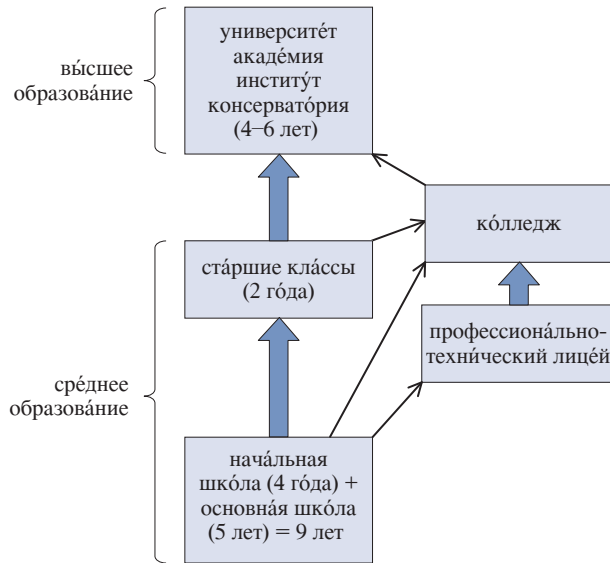 вы́сшее
образова́ние
университе́т
акаде́мия
институ́т
консервато́рия
(4–6 лет)
ко́лледж
ста́ршие кла́ссы
(2 го́да)
профессиона́льно-
техни́ческий лице́й
сре́днее
образова́ние
нача́льная
шко́ла (4 го́да) +
основна́я шко́ла
(5 лет) = 9 лет